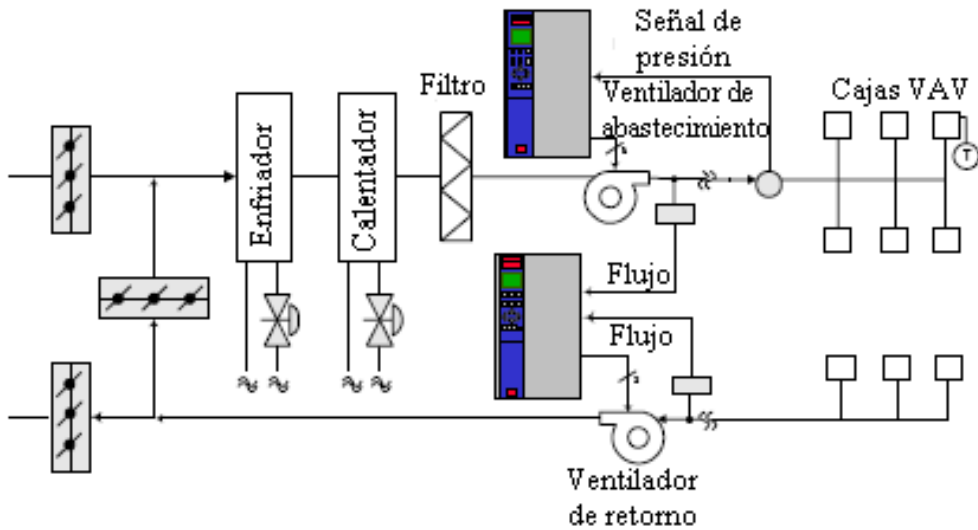 Señal de
presión
Filtro
Ventilador de
abastecimiento
Cajas VAV
T
Enfriador
Calentador
Flujo
Flujo
Ventilador
de retorno